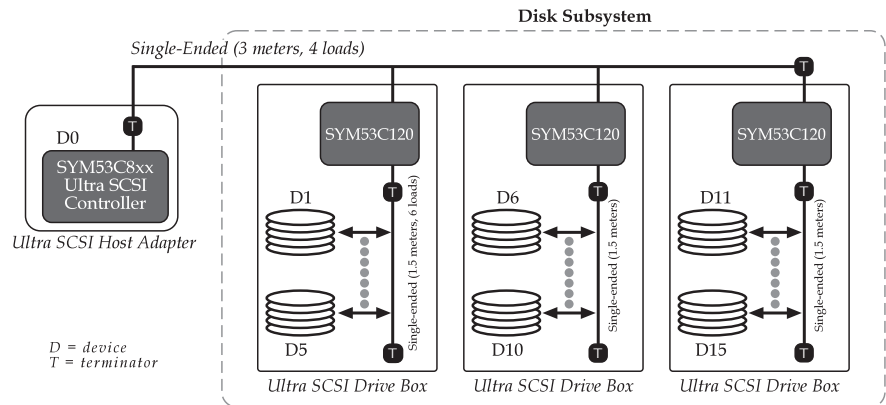 Disk Subsystem
Single-Ended (3 meters, 4 loads)
T
T
D0
SYM53C8xx
Ultra SCSI
Controller
Ultra SCSI Host Adapter
SYM53C120
T
D1
D5
Single-ended (1.5 meters, 6 loads)
T
Ultra SCSI Drive Box
SYM53C120
T
D6
D10
Single-ended (1.5 meters)
T
Ultra SCSI Drive Box
SYM53C120
T
D11
D15
Single-ended (1.5 meters)
T
Ultra SCSI Drive Box
D = device
T = terminator